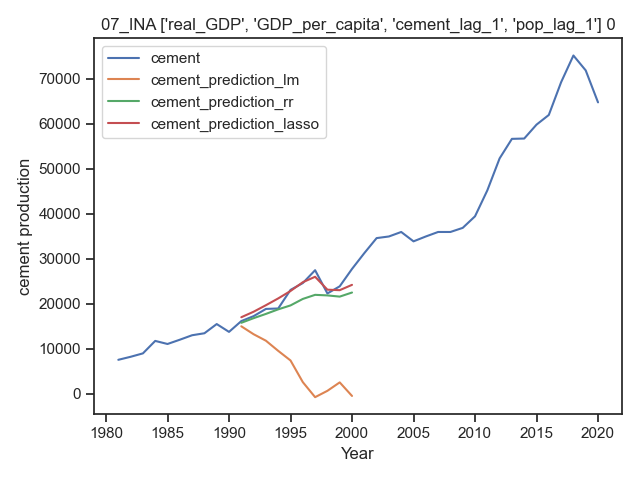 07_INA ['real_GDP', 'GDP_per_capita', 'cement_lag_1', 'pop_lag_1'] 0
cement
cement_prediction_lm
cement_prediction_rr
cement_prediction_lasso
cement production
70000
60000
50000
40000
30000
20000
10000
0
1980 1985 1990 1995 2000 2005 2010 2015 2020
Year